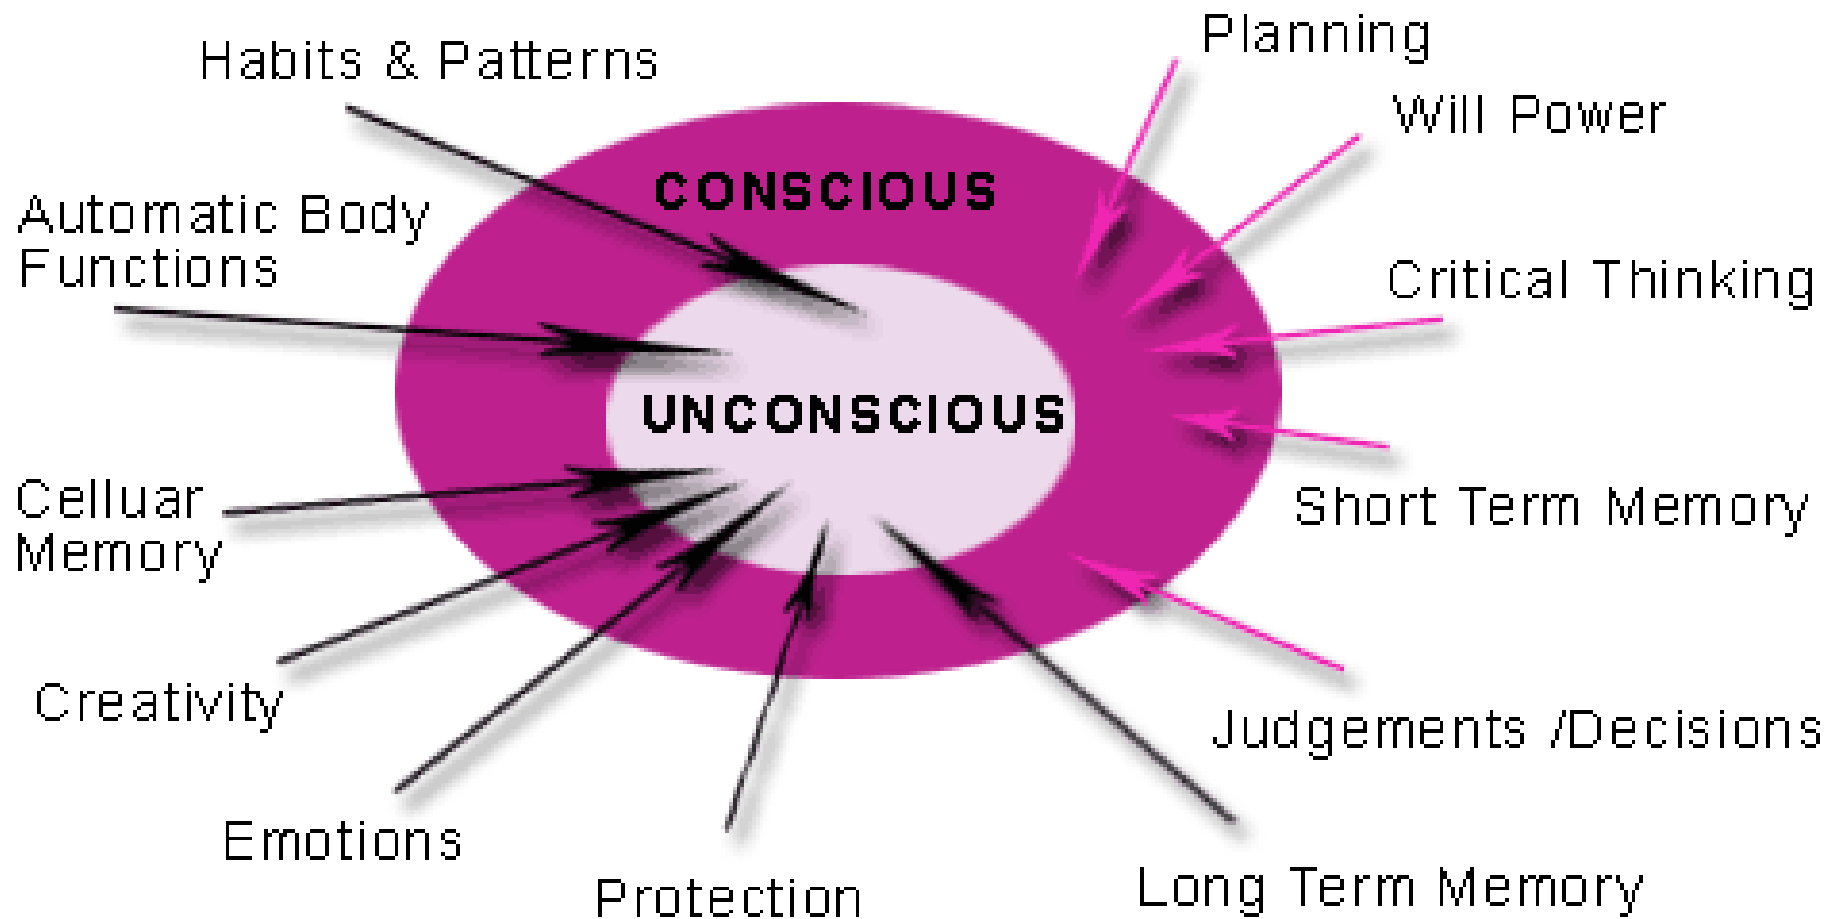 Planning
Habits & Patterns
Will Power
CONSCIOUS
Automatic Body
Functions
Critical Thinking
UNCONSCIOUS
Celluar
Memory
Short Term Memory
Creativity
Judgements /Decisions
Emotions
Protection
Long Term Memory